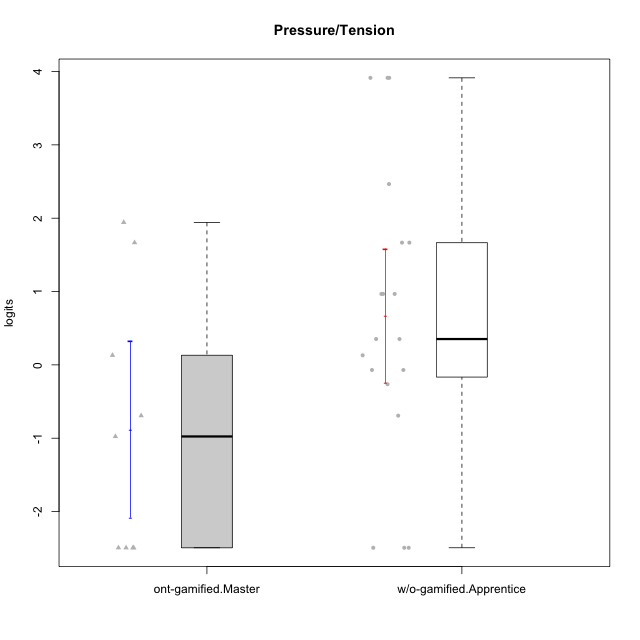 Pressure/Tension
4
3
2
1
0
-1
-2
logits
ont-gamified.Master
w/o-gamified.Apprentice